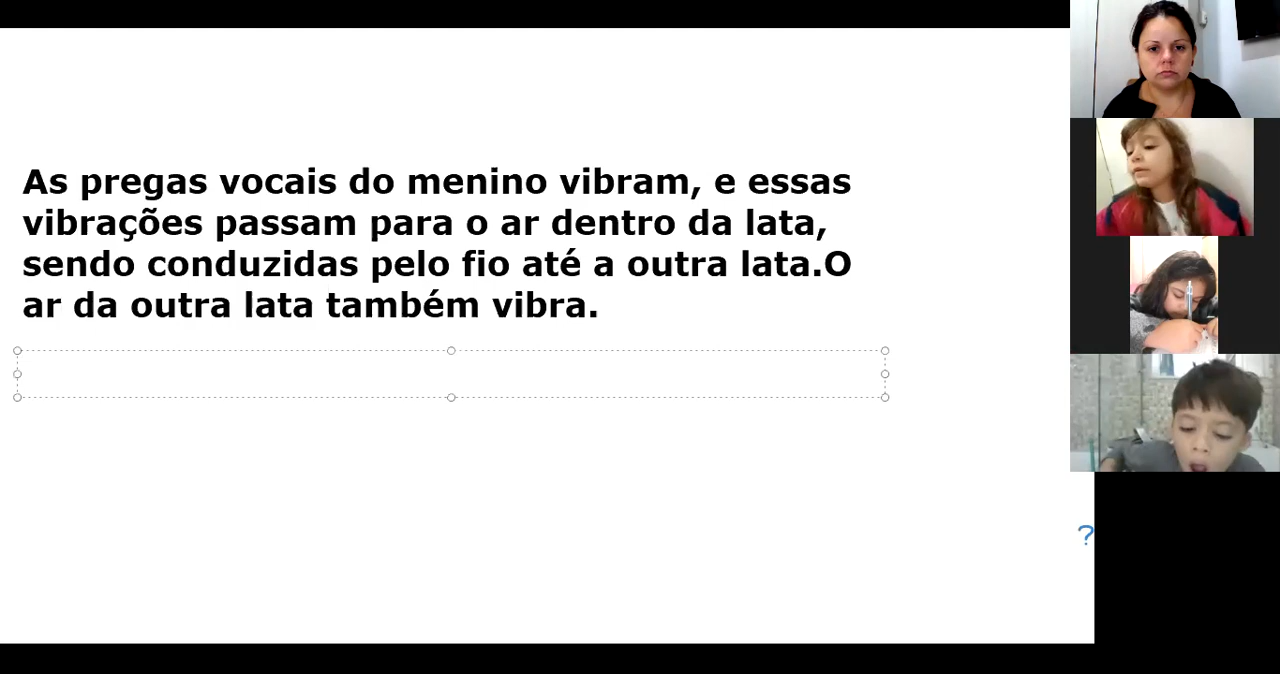 As pregas vocais do menino vibram, e essas
vibrações passam para o ar dentro da lata,
sendo conduzidas pelo fio até a outra lata.O
ar da outra lata também vibra.
?